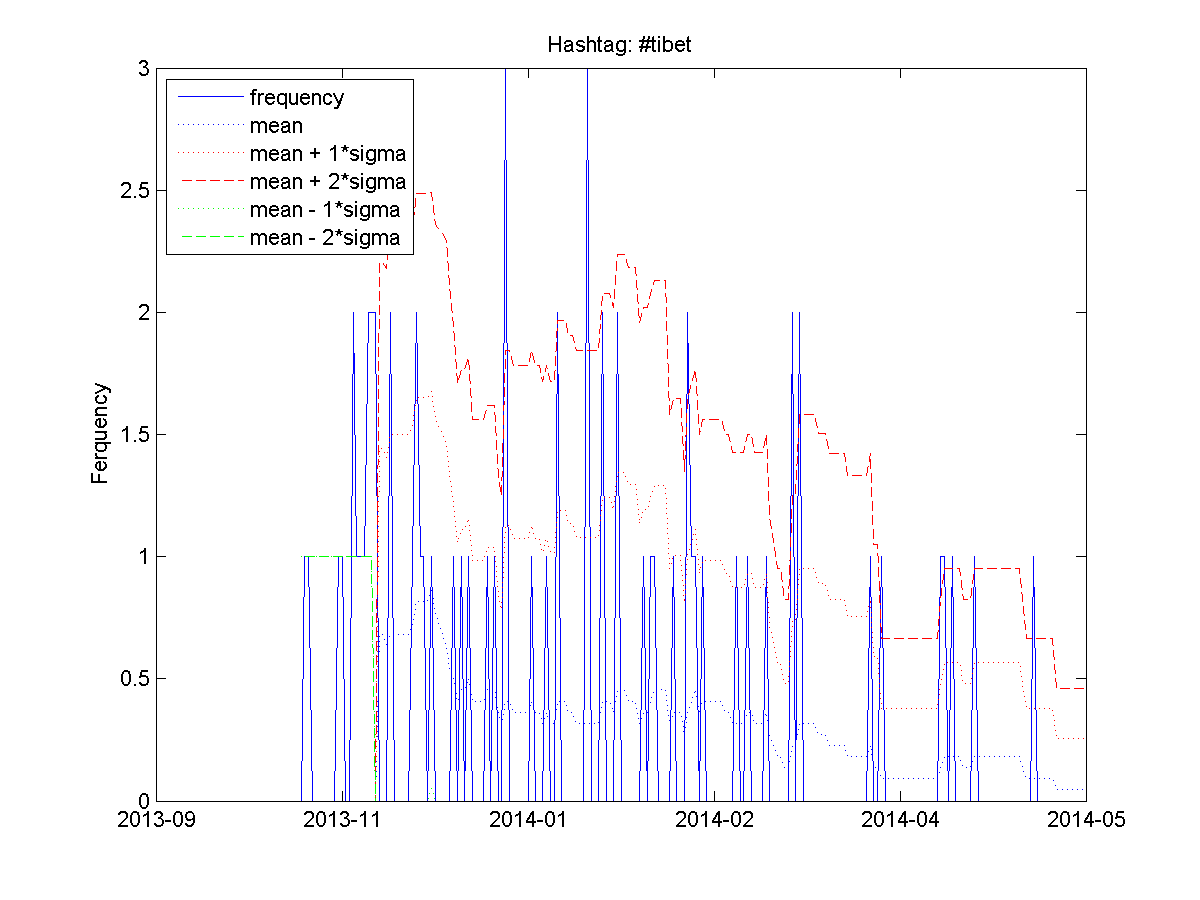 Hashtag: #tibet
3
2.5
2
1.5
1
0.5
0
Ferquency
frequency
mean
mean + 1*sigma
mean + 2*sigma
mean - 1*sigma
mean - 2*sigma
2013-09 2013-11 2014-01 2014-02 2014-04 2014-05